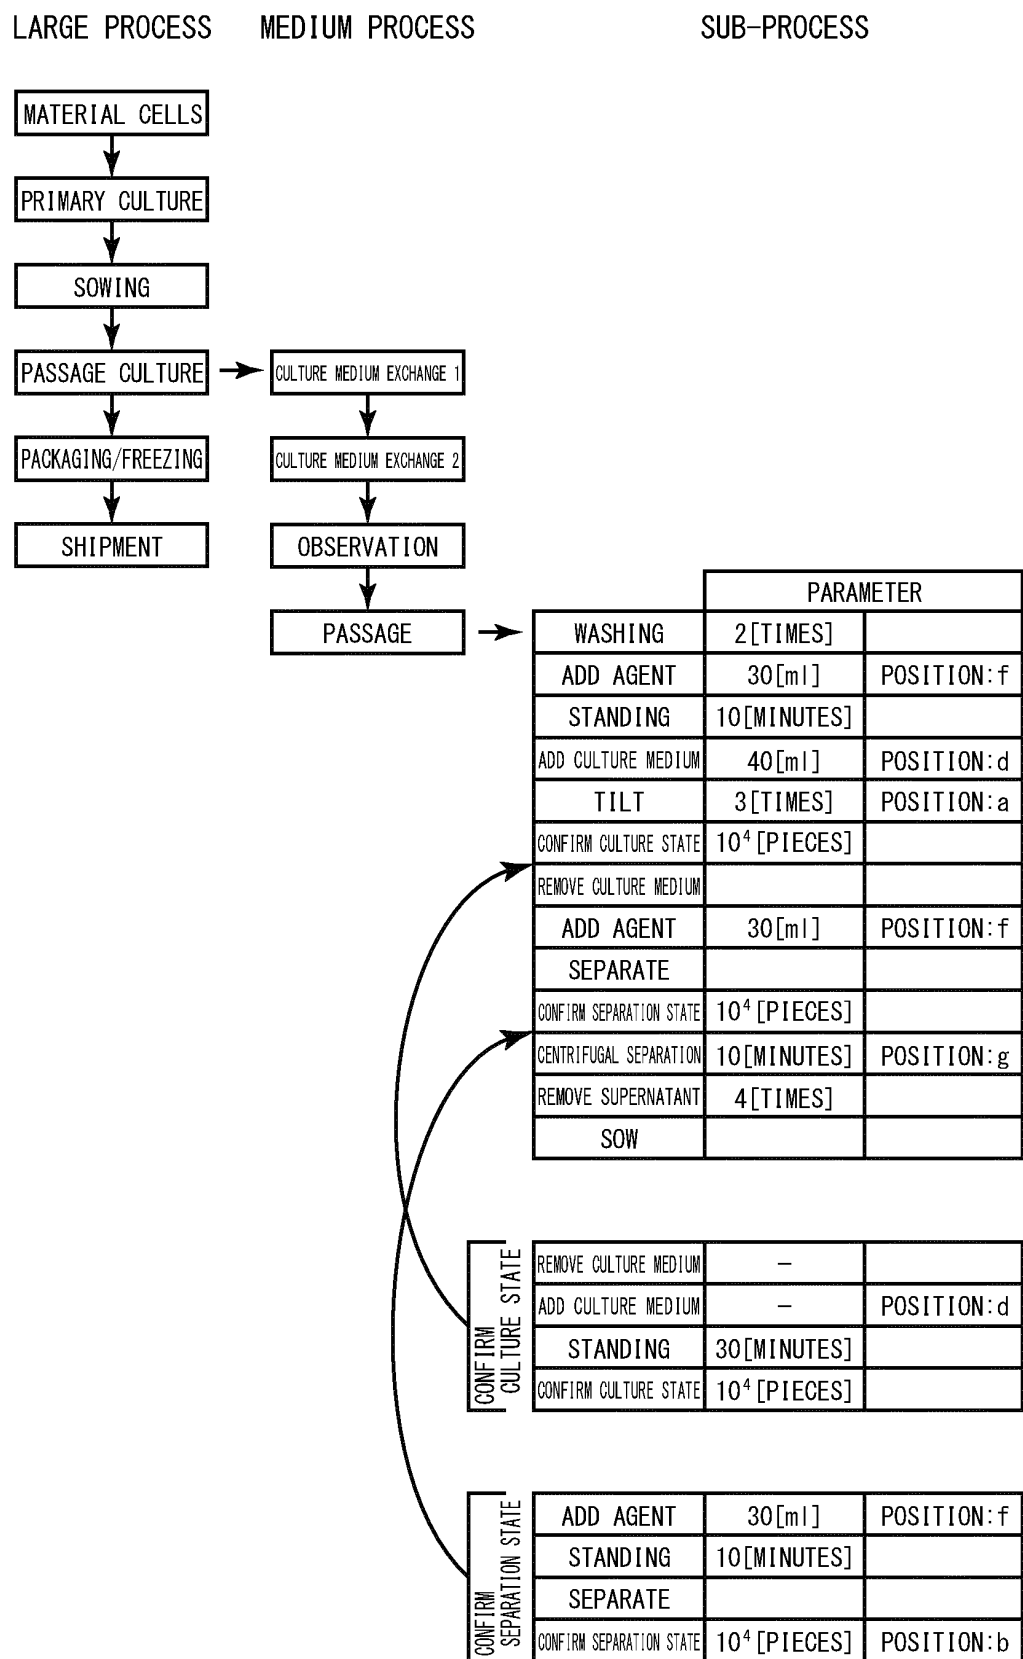 LARGE PROCESS MEDIUM PROCESS SUB-PROCESS
MATERIAL CELLS
PRIMARY CULTURE
SOWING
PASSAGE CULTURE
PACKAGING/FREEZING
SHIPMENT
CULTURE MEDIUM EXCHANGE 1
CULTURE MEDIUM EXCHANGE 2
OBSERVATION
PASSAGE
PARAMETER
WASHING 2[TIMES]
ADD AGENT 30[ml] POSITION:f
STANDING 10[MINUTES]
ADD CULTURE MEDIUM 40[ml] POSITION:d
TILT 3[TIMES] POSITION:a
CONFIRM CULTURE STATE 10⁴[PIECES]
REMOVE CULTURE MEDIUM
ADD AGENT 30[ml] POSITION:f
SEPARATE
CONFIRM SEPARATION STATE 10⁴[PIECES]
CENTRIFUGAL SEPARATION 10[MINUTES] POSITION:g
REMOVE SUPERNATANT 4[TIMES]
SOW
CONFIRM
CULTURE STATE
REMOVE CULTURE MEDIUM —
ADD CULTURE MEDIUM — POSITION:d
STANDING 30[MINUTES]
CONFIRM CULTURE STATE 10⁴[PIECES]
CONFIRM
SEPARATION STATE
ADD AGENT 30[ml] POSITION:f
STANDING 10[MINUTES]
SEPARATE
CONFIRM SEPARATION STATE 10⁴[PIECES] POSITION:b